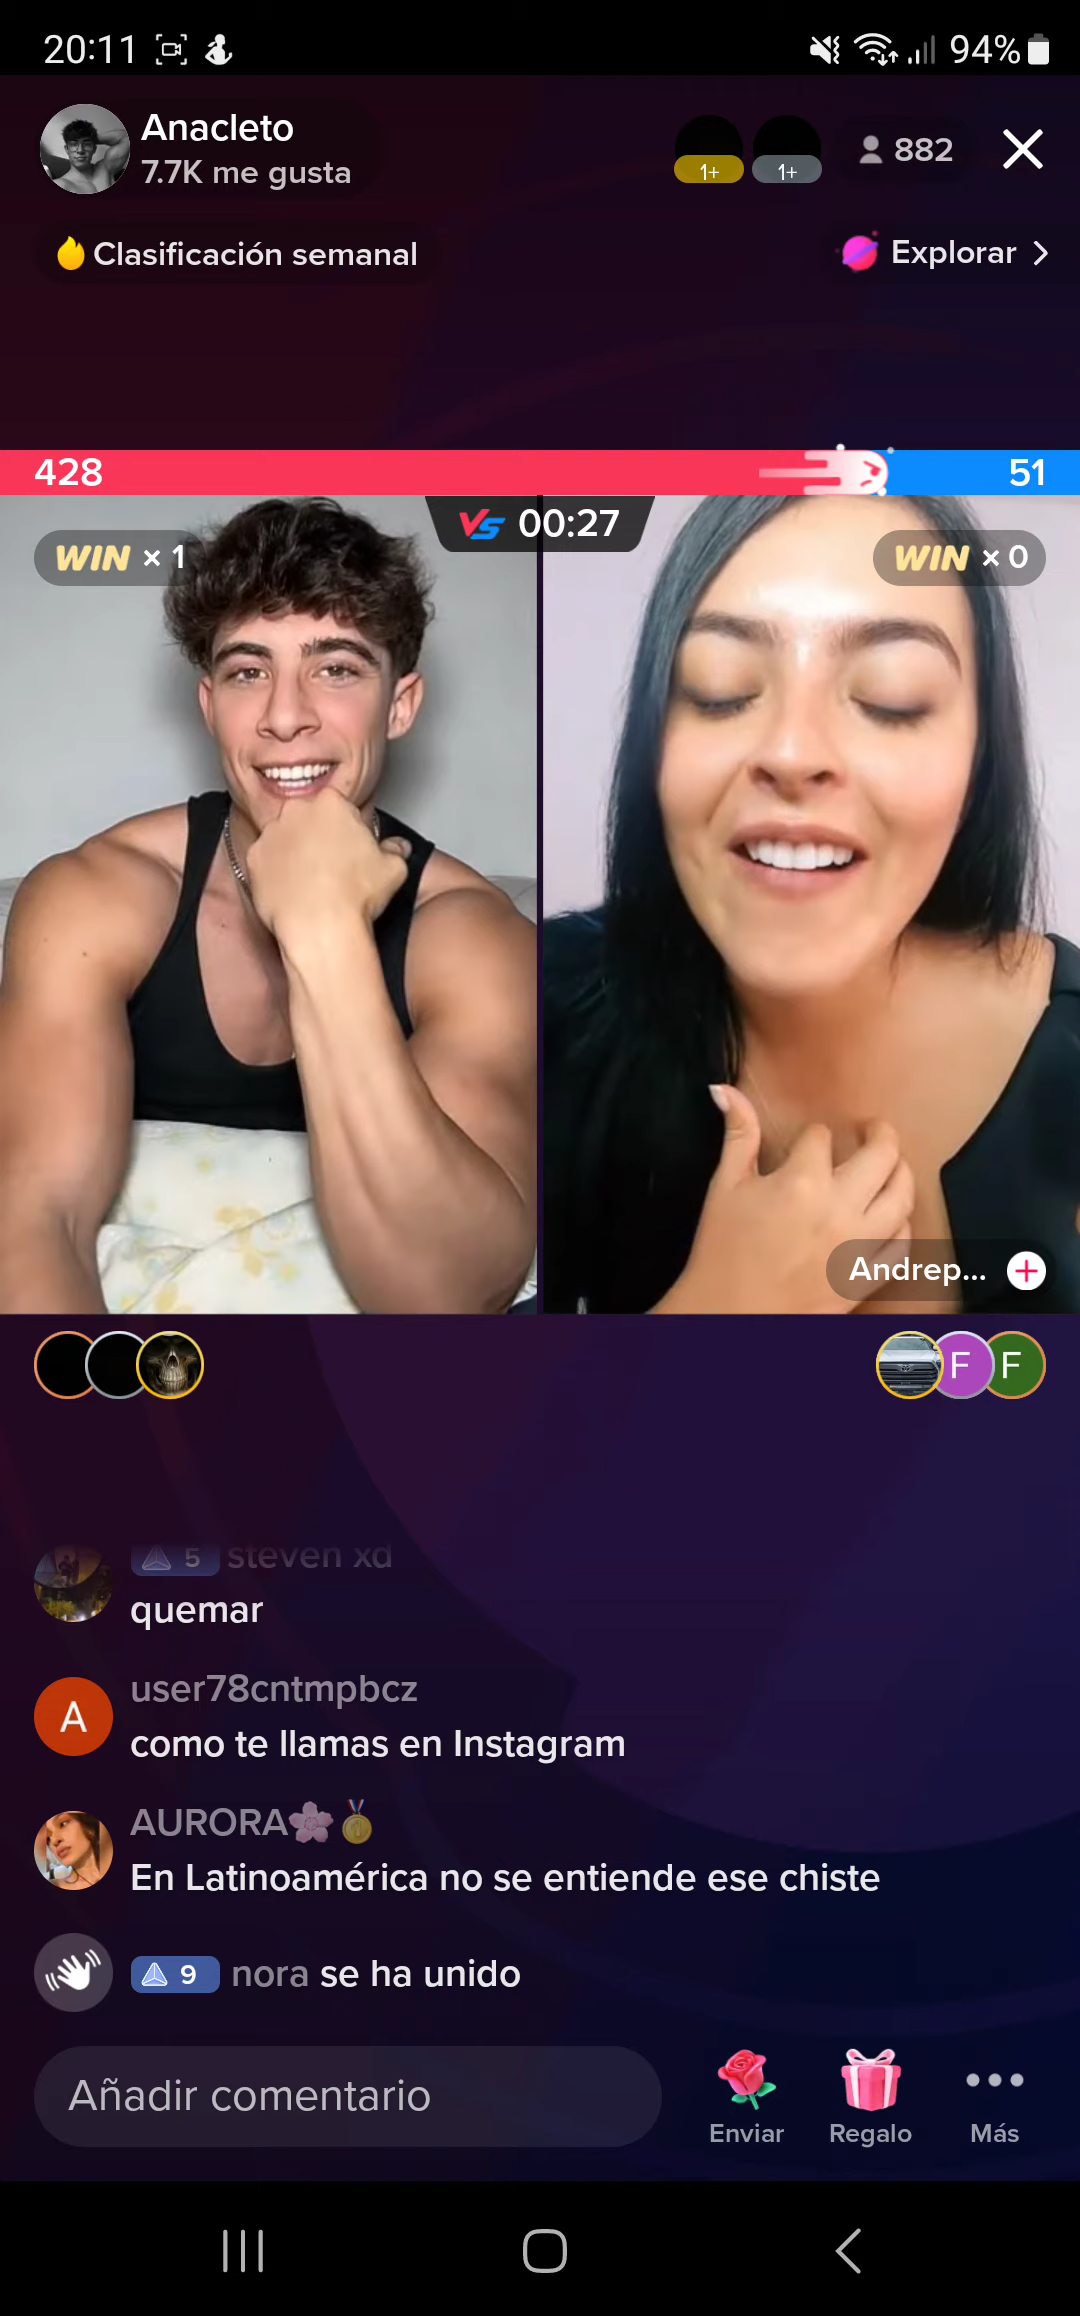 20:11
94%
Anacleto
7.7K me gusta
1+
1+
882
Clasificación semanal
Explorar
428
51
VS 00:27
WIN × 1
WIN × 0
Andrep...
F
F
5 steven xd
quemar
A
user78cntmpbcz
como te llamas en Instagram
AURORA
En Latinoamérica no se entiende ese chiste
9 nora se ha unido
Añadir comentario
Enviar
Regalo
Más